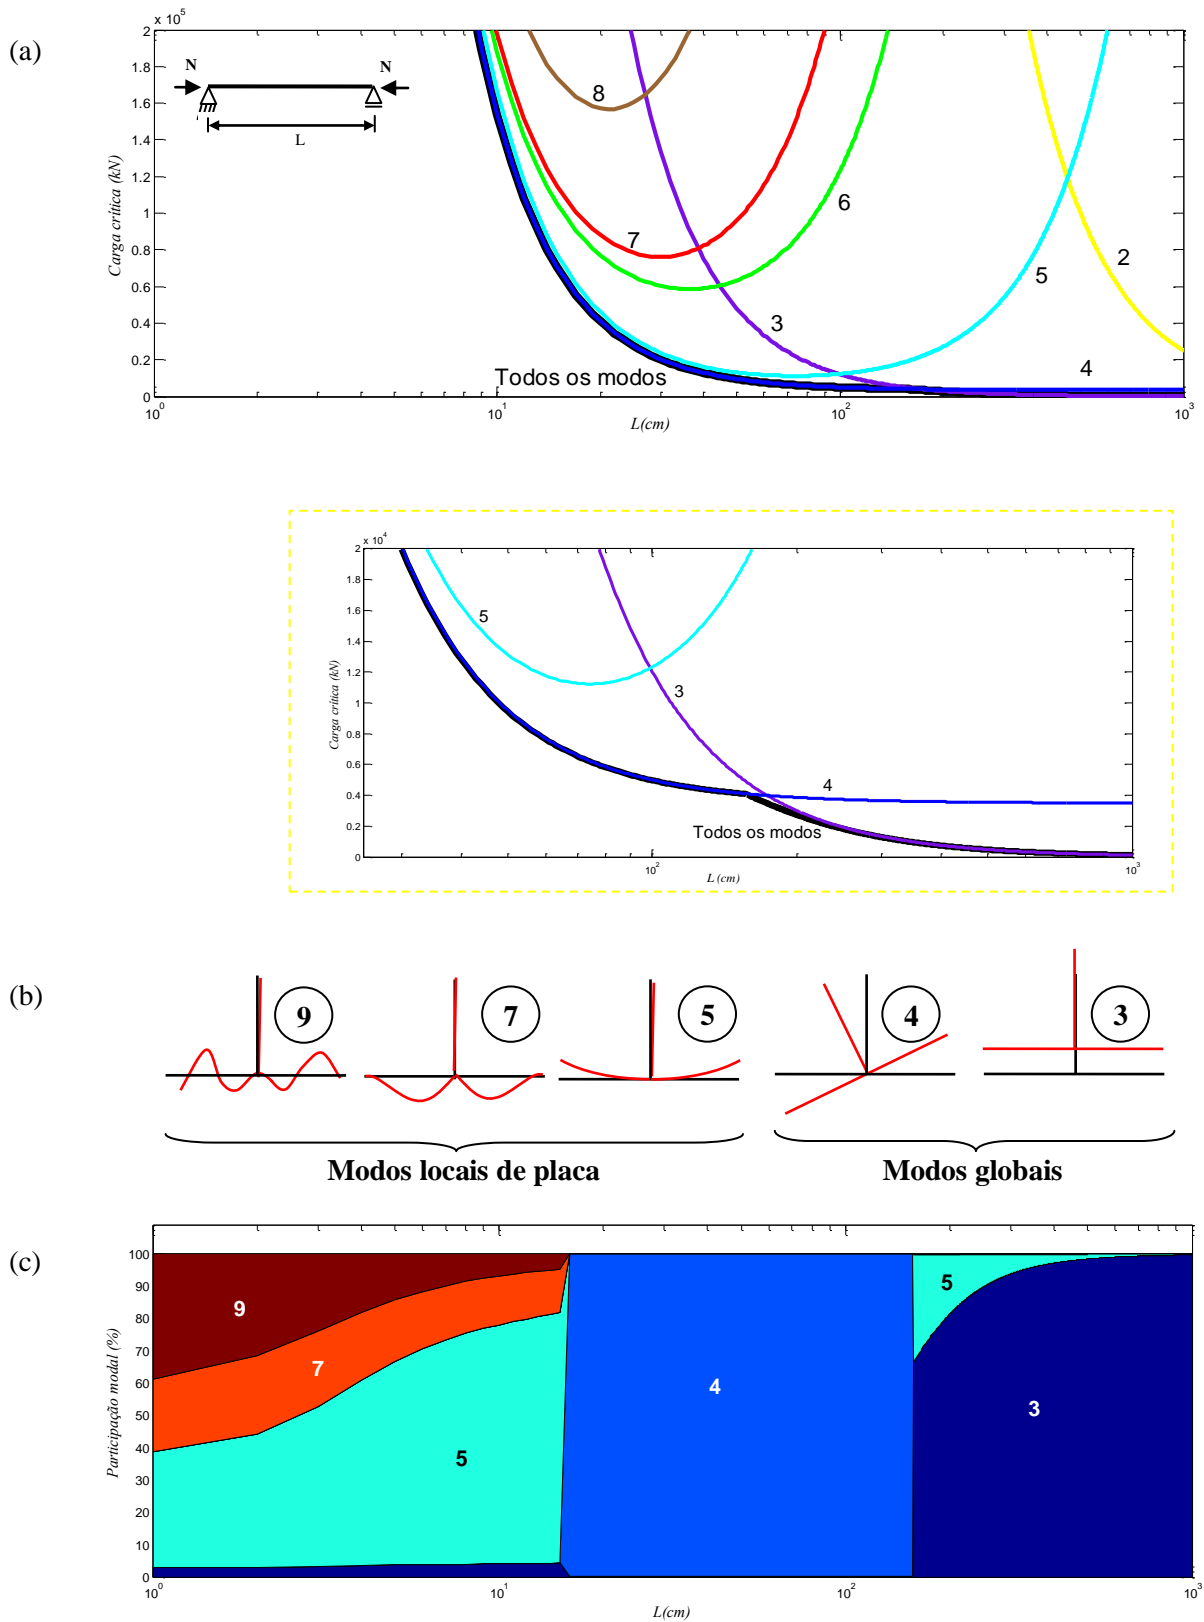 (a)
x 10^5
2
1.8
1.6
1.4
1.2
1
0.8
0.6
0.4
0.2
0
Carga crítica (kN)
N N
L
8
7
6
5
2
3
4
Todos os modos
10^0 10^1 10^2 10^3
L(cm)
x 10^4
2
1.8
1.6
1.4
1.2
1
0.8
0.6
0.4
0.2
0
Carga crítica (kN)
5
3
4
Todos os modos
10^2 10^3
L(cm)
(b)
9 7 5 4 3
Modos locais de placa Modos globais
(c)
100
90
80
70
60
50
40
30
20
10
0
Participação modal (%)
9
7
5
4
5
3
10^0 10^1 10^2 10^3
L(cm)